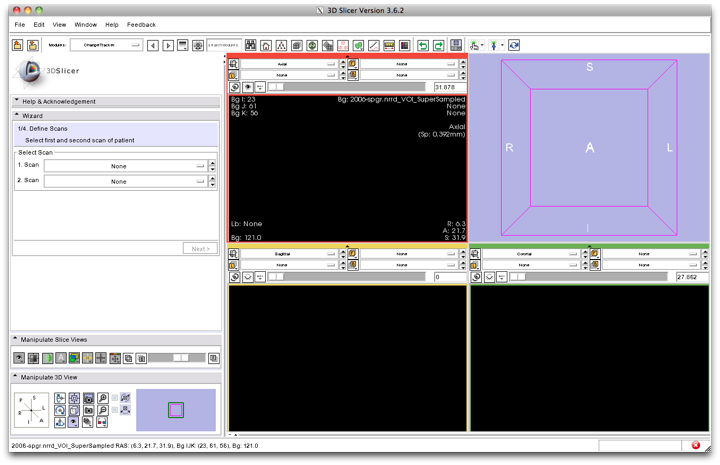 3D Slicer Version 3.6.2
File Edit View Window Help Feedback
Modules: ChangeTracker
search modules
3DSlicer
Help & Acknowledgement
Wizard
1/4. Define Scans
Select first and second scan of patient
Select Scan
1. Scan None
2. Scan None
Next >
Manipulate Slice Views
Manipulate 3D View
P S L R I A
Axial None
None None
31.878
Bg I: 23
Bg J: 61
Bg K: 56
Bg: 2006-spgr.nrrd_VOI_SuperSampled
None
None
Axial
(Sp: 0.392mm)
Lb: None
Bg: 121.0
R: 6.3
A: 21.7
S: 31.9
S
R A L
I
Sagittal None
None None
0
Coronal None
None None
27.862
2006-spgr.nrrd_VOI_SuperSampled RAS: (6.3, 21.7, 31.9), Bg IJK: (23, 61, 56), Bg: 121.0